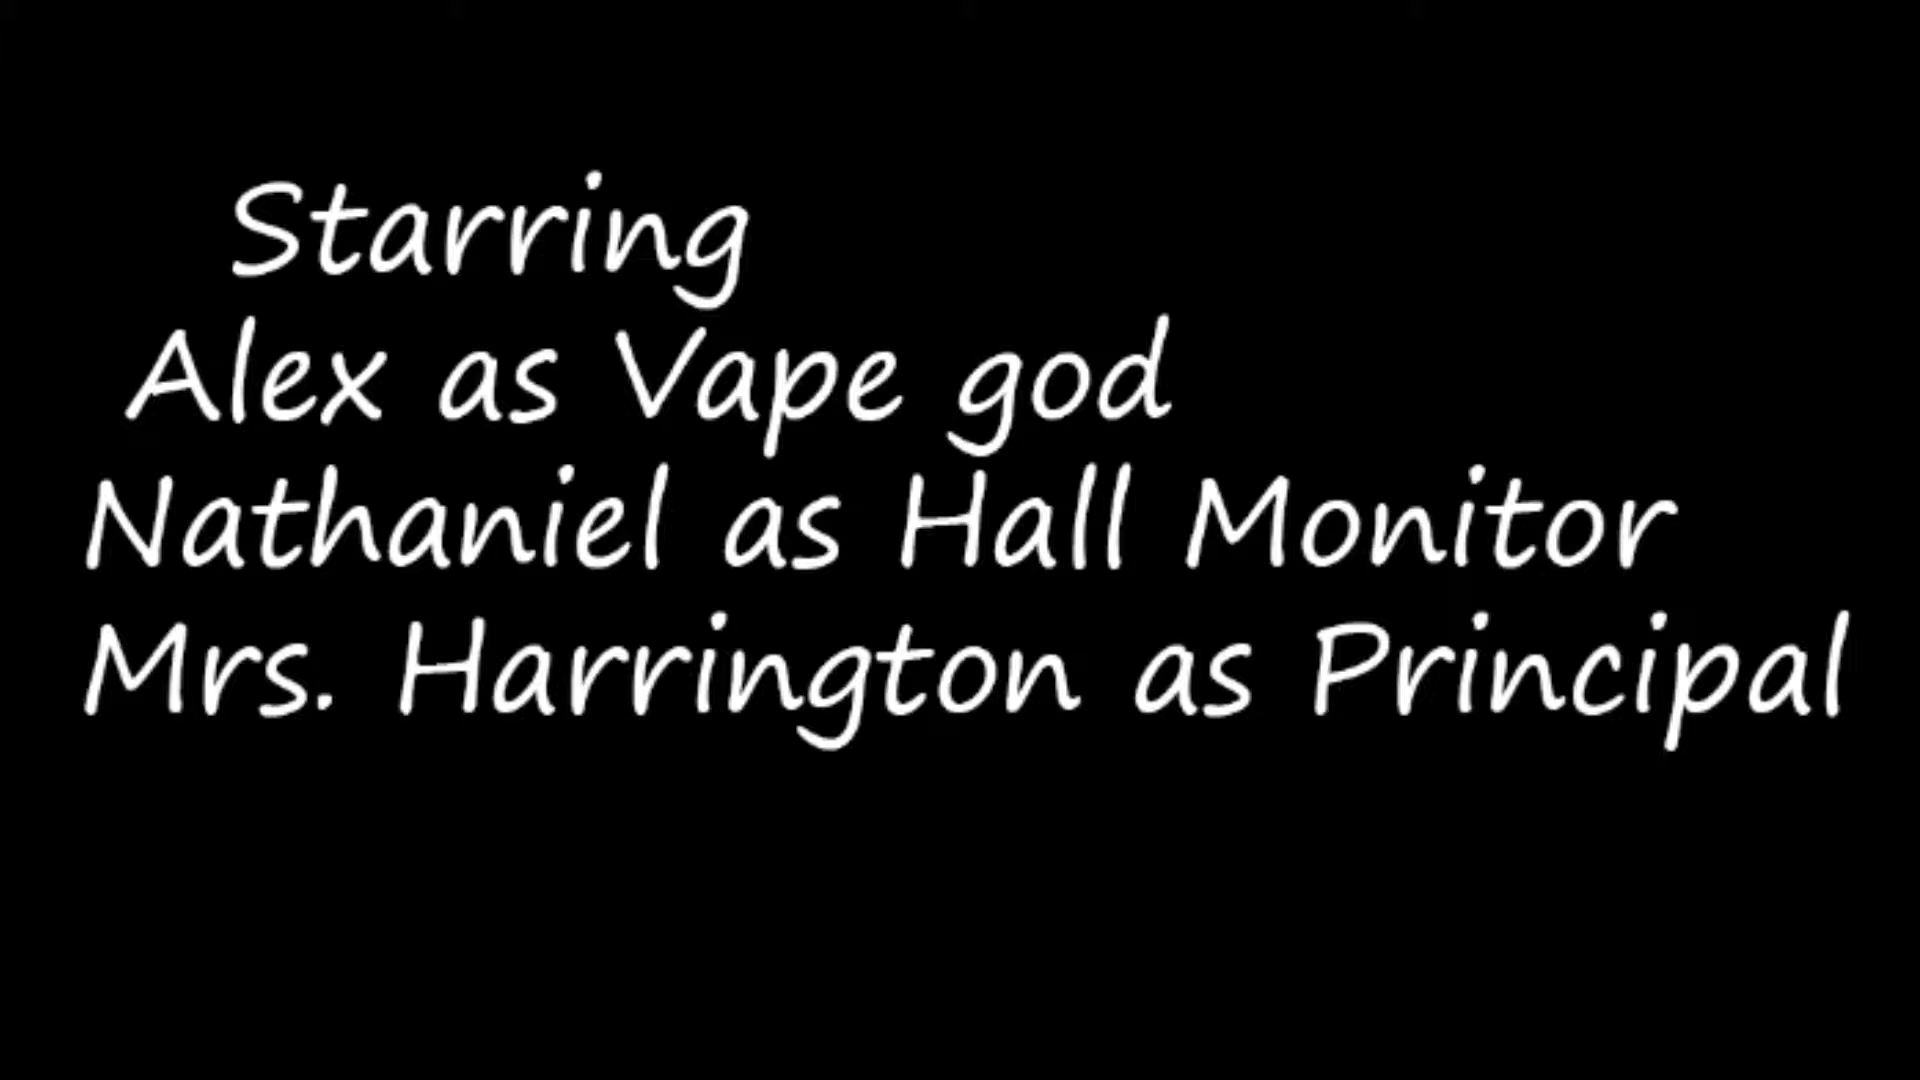 Starring
Alex as Vape god
Nathaniel as Hall Monitor
Mrs. Harrington as Principal